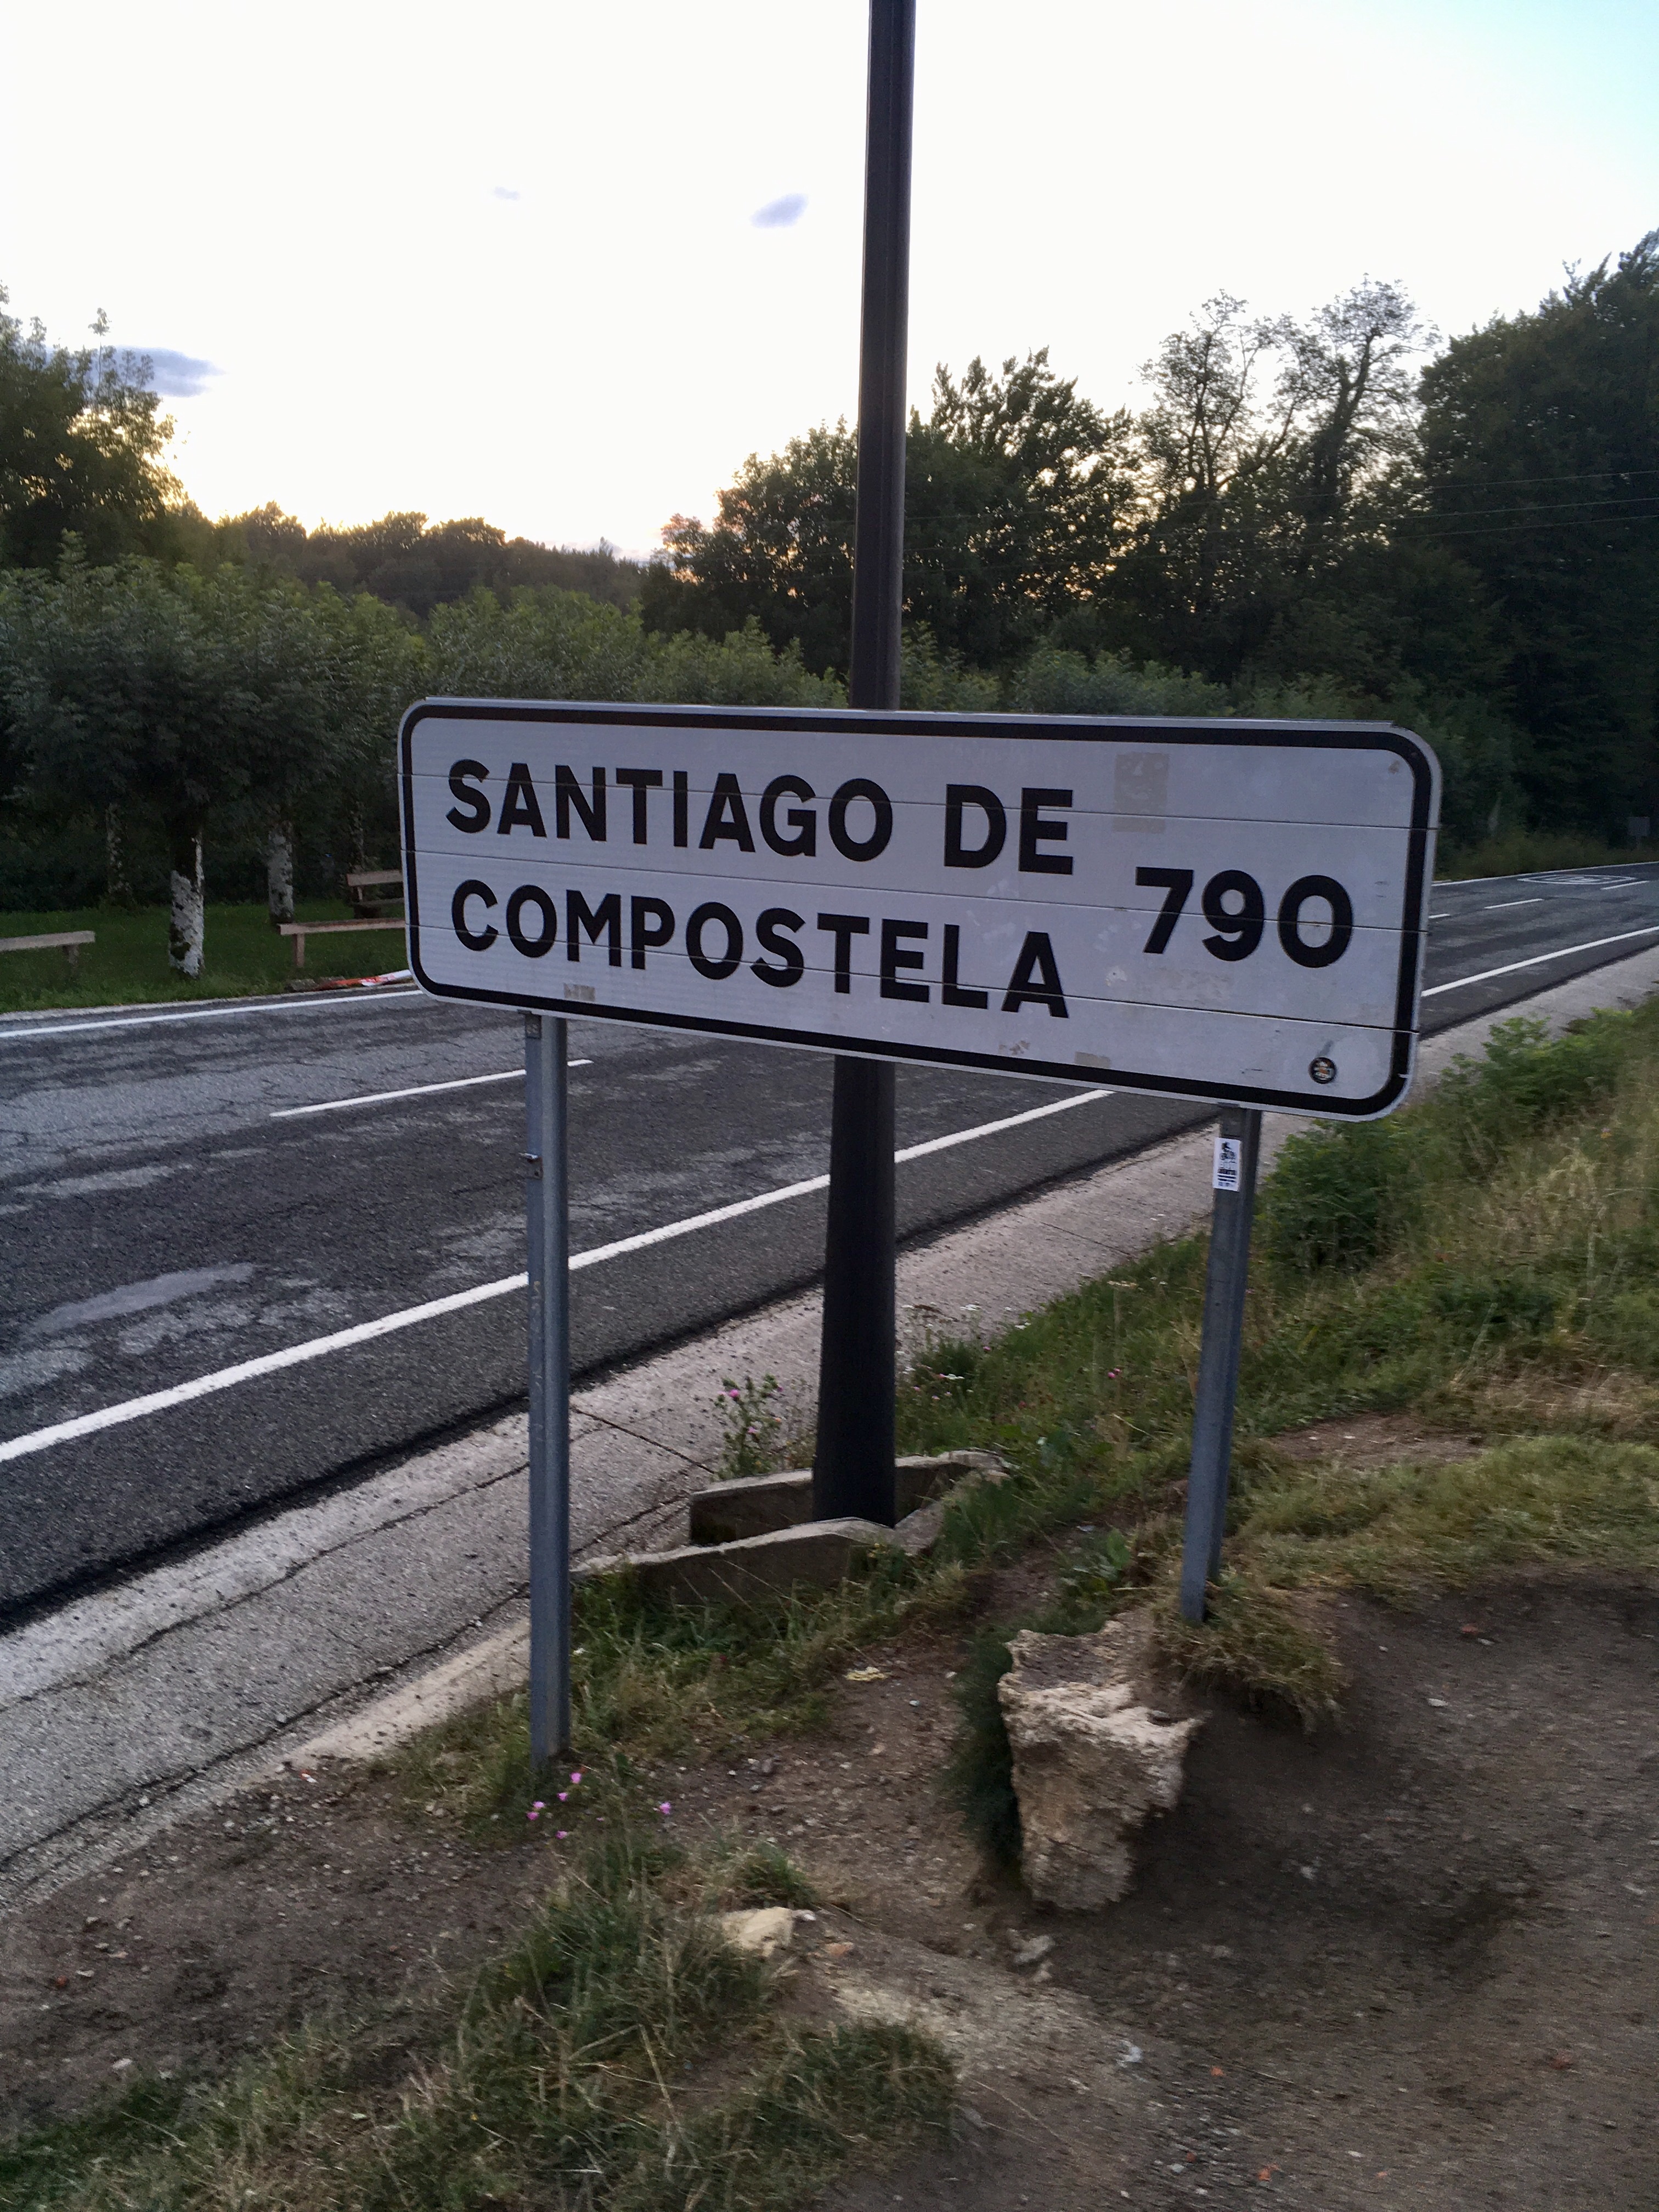 SANTIAGO DE
COMPOSTELA 790